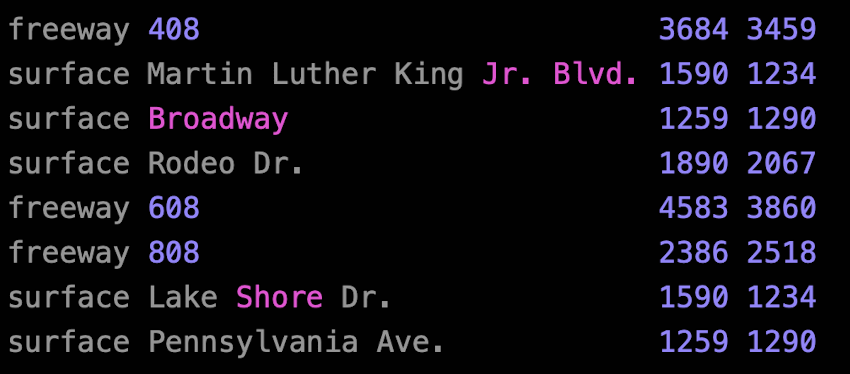 freeway 408 3684 3459
surface Martin Luther King Jr. Blvd. 1590 1234
surface Broadway 1259 1290
surface Rodeo Dr. 1890 2067
freeway 608 4583 3860
freeway 808 2386 2518
surface Lake Shore Dr. 1590 1234
surface Pennsylvania Ave. 1259 1290